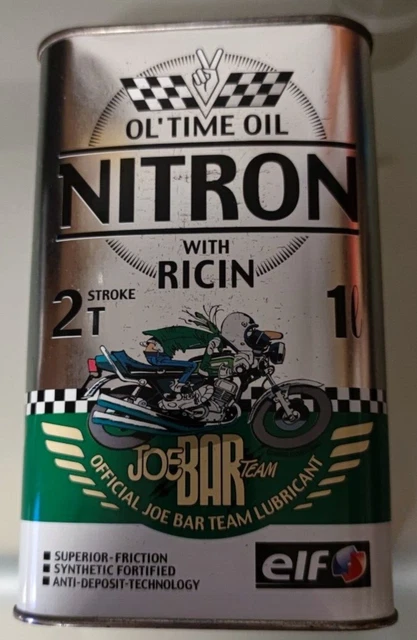 OL' TIME OIL
NITRON
WITH
RICIN
2 STROKE
T
1l
JOE BAR TEAM
OFFICIAL JOE BAR TEAM LUBRICANT
SUPERIOR-FRICTION
SYNTHETIC FORTIFIED
ANTI-DEPOSIT-TECHNOLOGY
elf